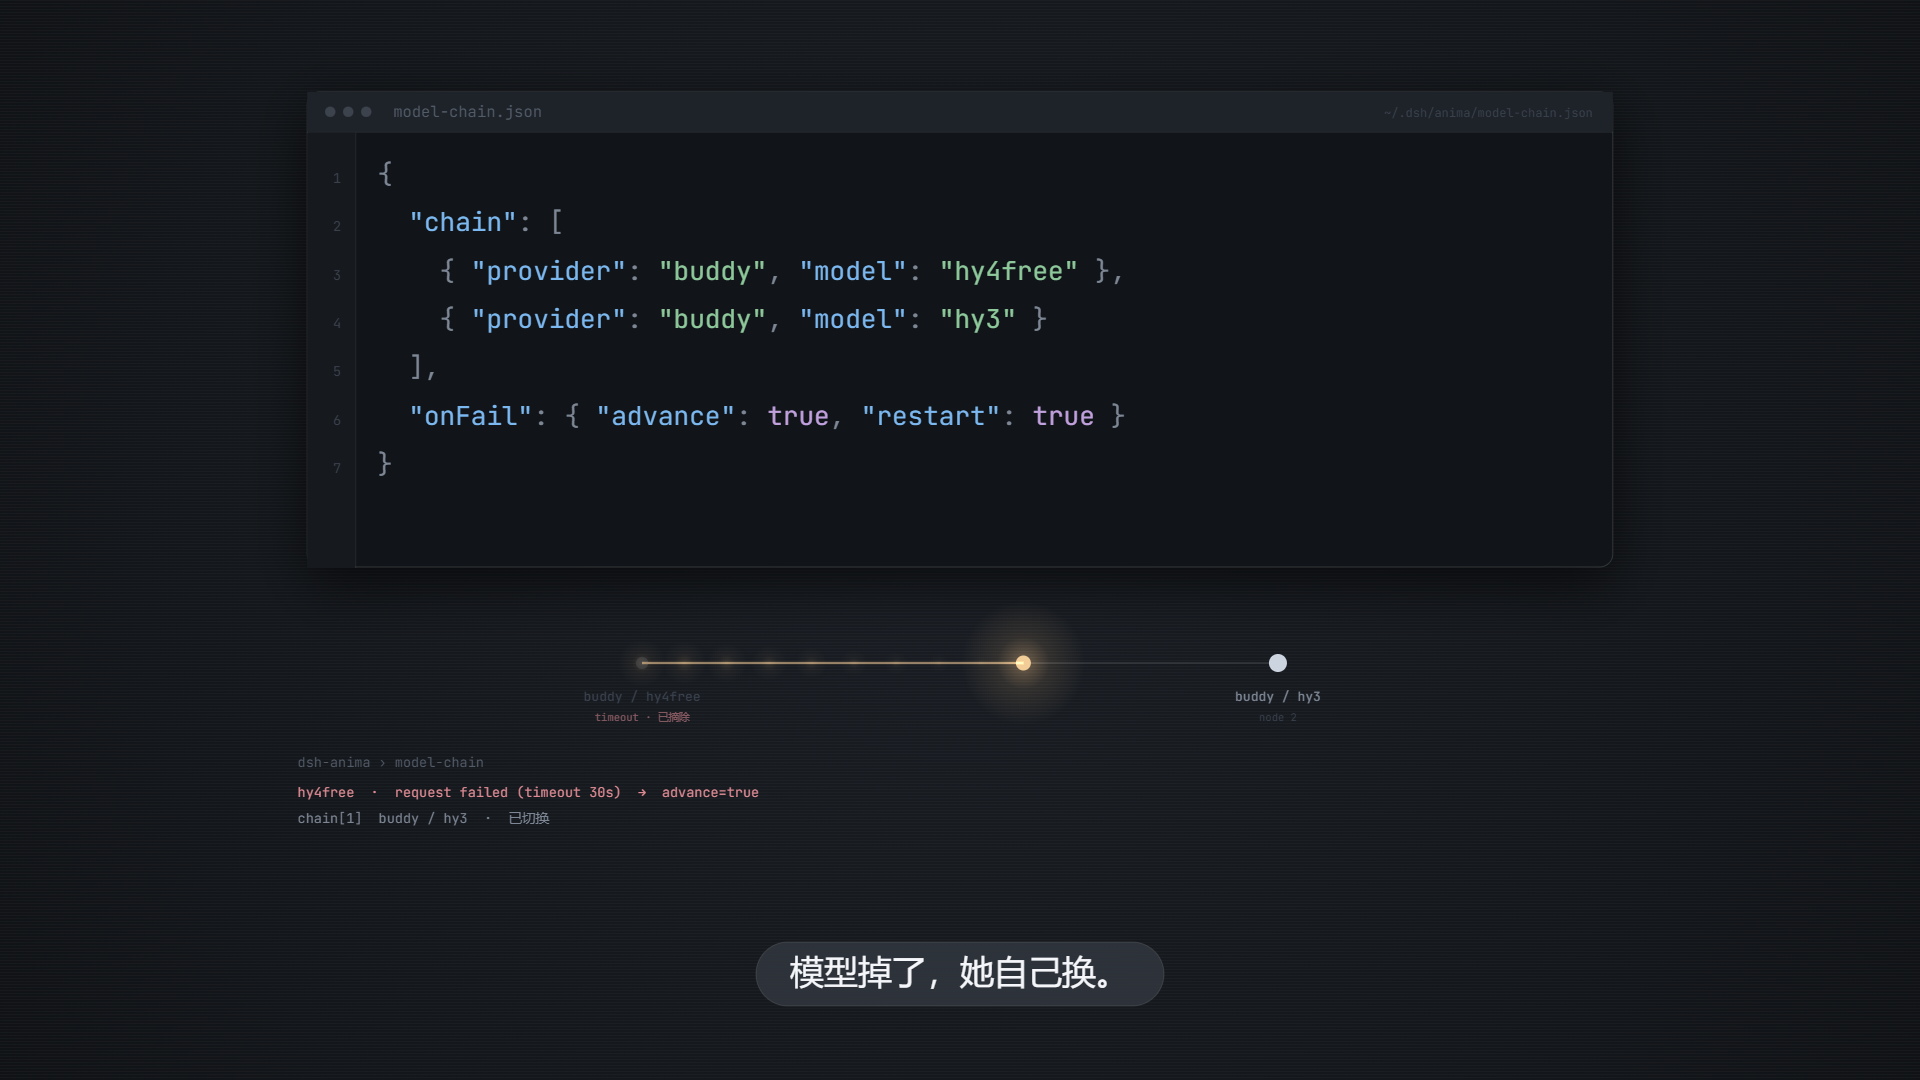 model-chain.json
~/.dsh/anima/model-chain.json
1 {
2 "chain": [
3 { "provider": "buddy", "model": "hy4free" },
4 { "provider": "buddy", "model": "hy3" }
5 ],
6 "onFail": { "advance": true, "restart": true }
7 }
buddy / hy4free
timeout · 已摘除
buddy / hy3
node 2
dsh-anima › model-chain
hy4free · request failed (timeout 30s) → advance=true
chain[1] buddy / hy3 · 已切换
模型掉了，她自己换。